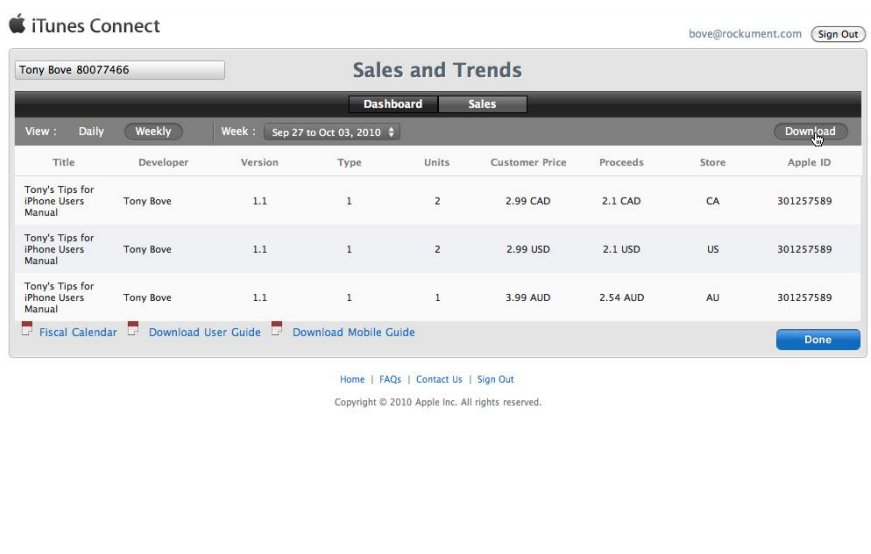 iTunes Connect
bove@rockument.com Sign Out
Tony Bove 80077466
Sales and Trends
Dashboard Sales
View : Daily Weekly Week : Sep 27 to Oct 03, 2010 Download
Title Developer Version Type Units Customer Price Proceeds Store Apple ID
Tony's Tips for
iPhone Users
Manual
Tony Bove 1.1 1 2 2.99 CAD 2.1 CAD CA 301257589
Tony's Tips for
iPhone Users
Manual
Tony Bove 1.1 1 2 2.99 USD 2.1 USD US 301257589
Tony's Tips for
iPhone Users
Manual
Tony Bove 1.1 1 1 3.99 AUD 2.54 AUD AU 301257589
Fiscal Calendar Download User Guide Download Mobile Guide
Done
Home | FAQs | Contact Us | Sign Out
Copyright © 2010 Apple Inc. All rights reserved.